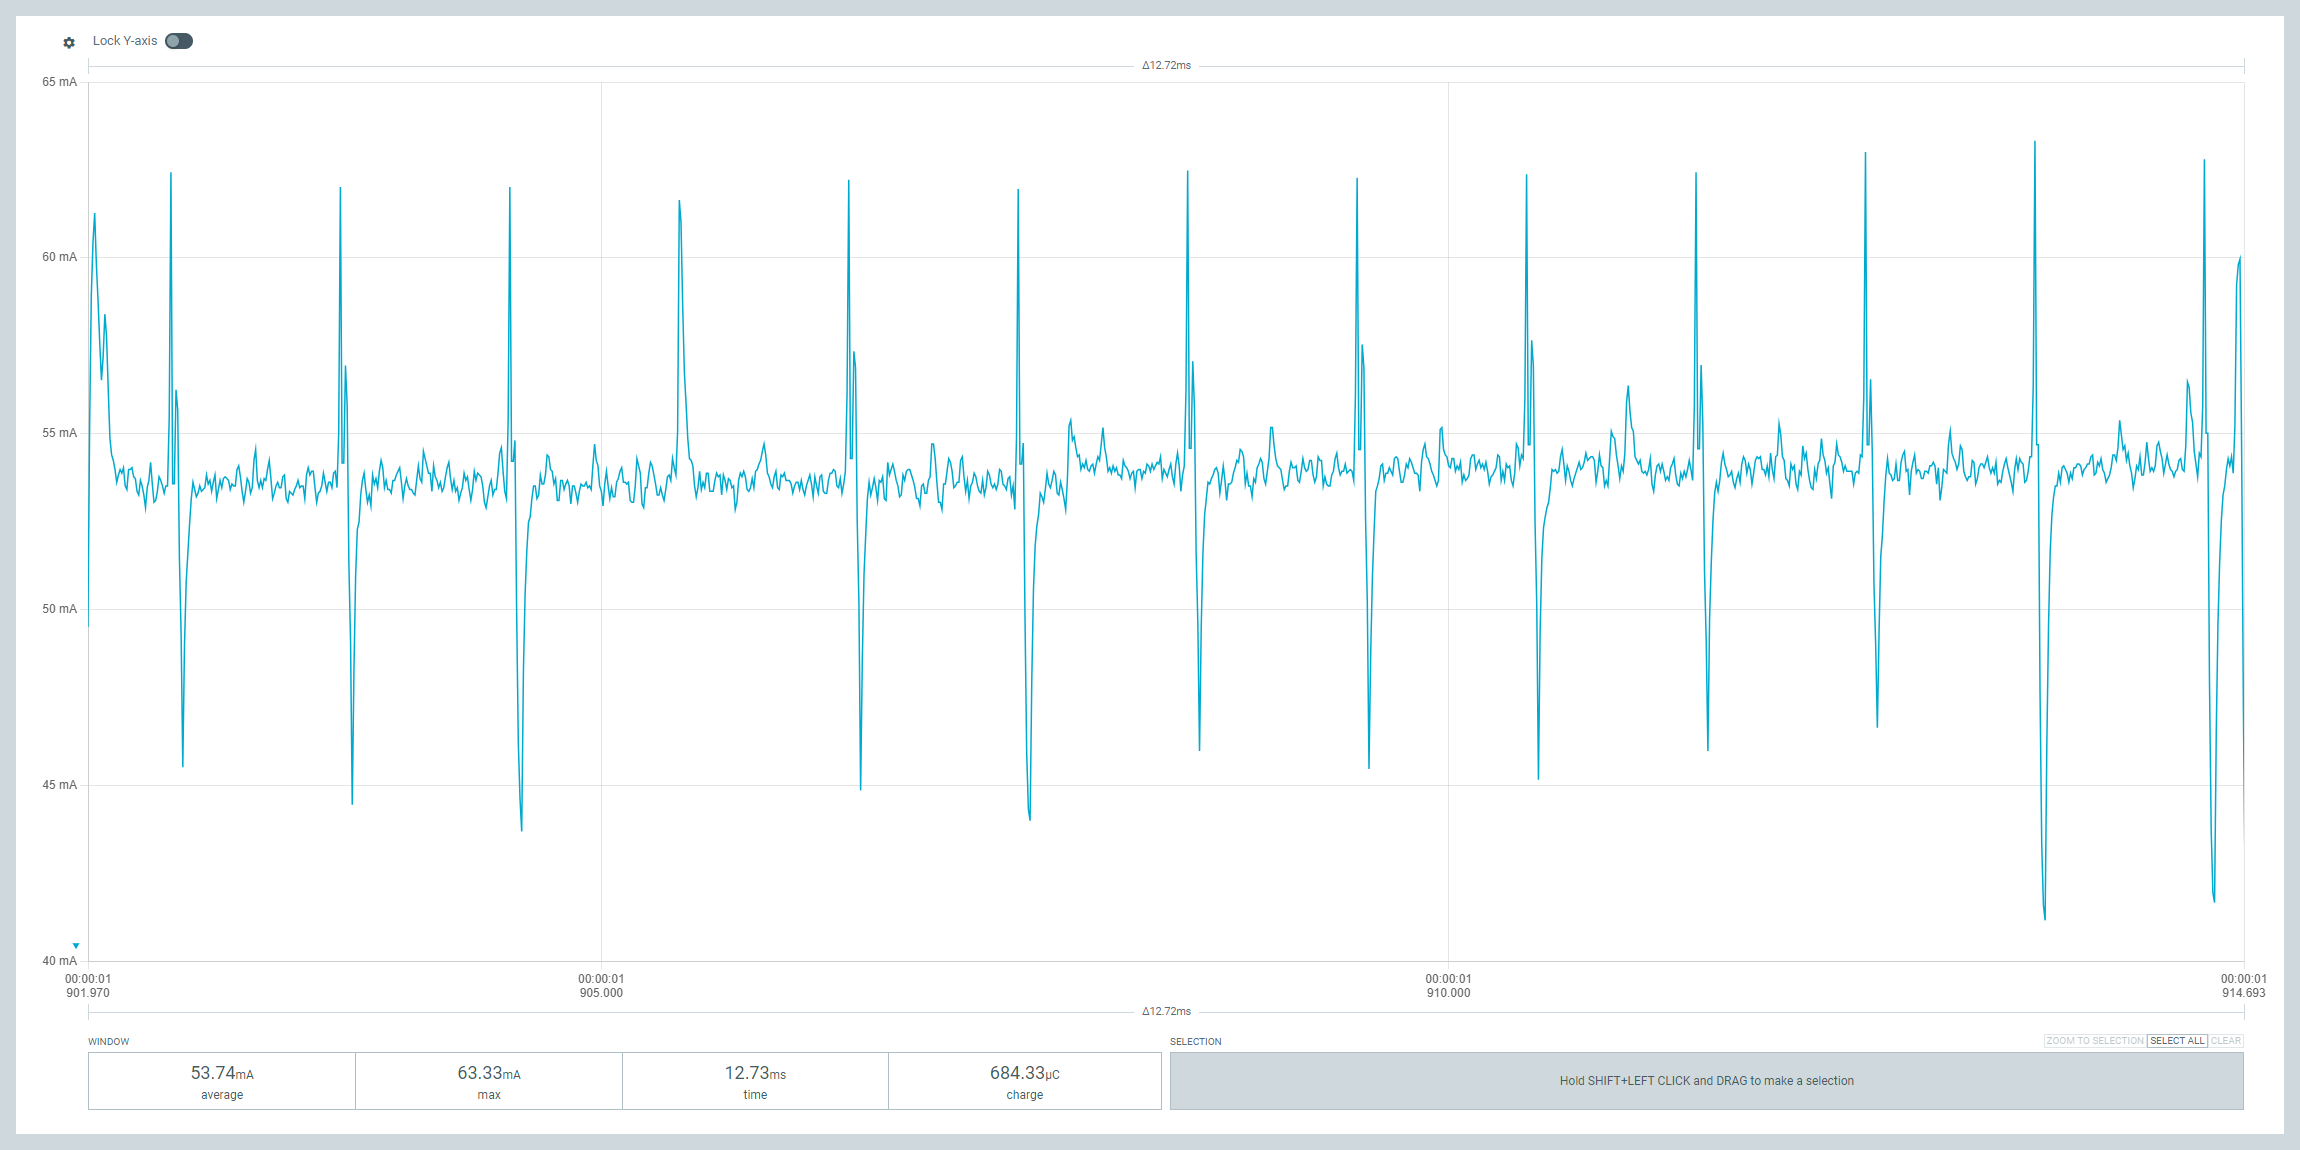 Lock Y-axis
Δ12.72ms
65 mA
60 mA
55 mA
50 mA
45 mA
40 mA
00:00:01 00:00:01 00:00:01 00:00:01
901.970 905.000 910.000 914.693
Δ12.72ms
WINDOW SELECTION ZOOM TO SELECTION SELECT ALL CLEAR
53.74mA 63.33mA 12.73ms 684.33μC
average max time charge
Hold SHIFT+LEFT CLICK and DRAG to make a selection